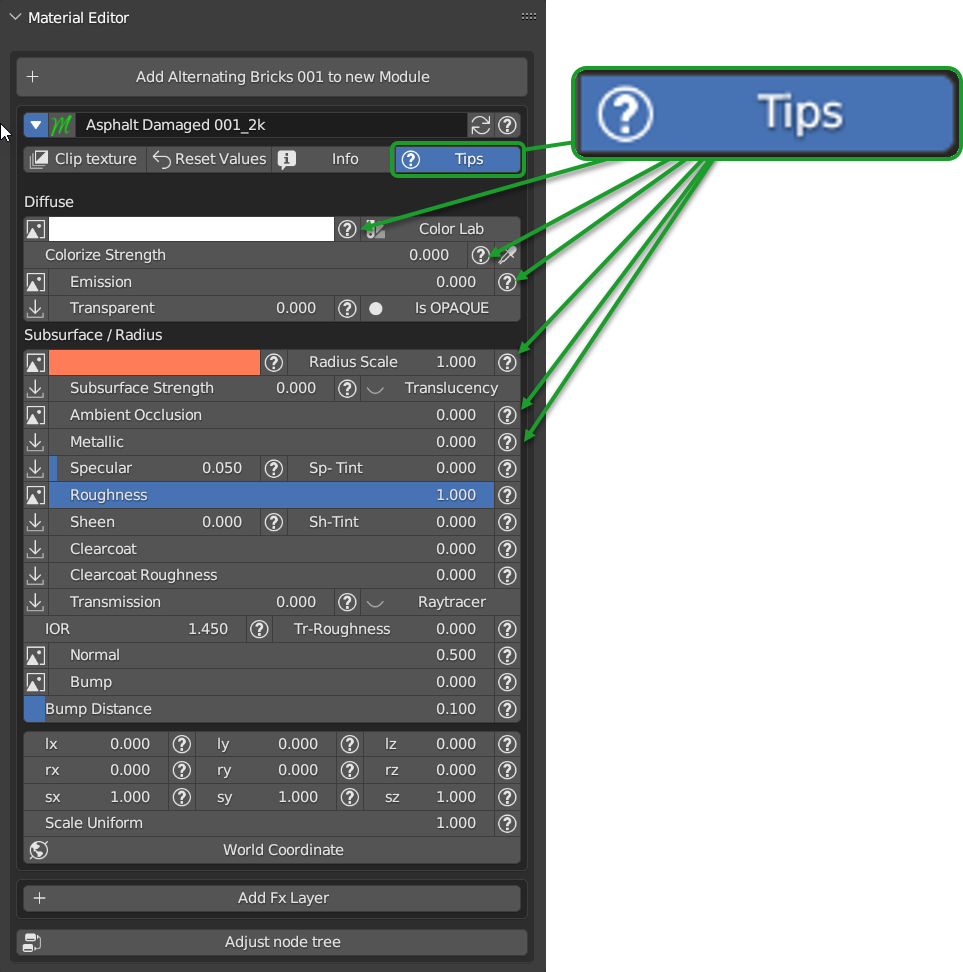 Material Editor
Add Alternating Bricks 001 to new Module
Asphalt Damaged 001_2k
Clip texture Reset Values Info Tips
Tips
Diffuse
Color Lab
Colorize Strength 0.000
Emission 0.000
Transparent 0.000 Is OPAQUE
Subsurface / Radius
Radius Scale 1.000
Subsurface Strength 0.000 Translucency
Ambient Occlusion 0.000
Metallic 0.000
Specular 0.050 Sp- Tint 0.000
Roughness 1.000
Sheen 0.000 Sh-Tint 0.000
Clearcoat 0.000
Clearcoat Roughness 0.000
Transmission 0.000 Raytracer
IOR 1.450 Tr-Roughness 0.000
Normal 0.500
Bump 0.000
Bump Distance 0.100
lx 0.000 ly 0.000 lz 0.000
rx 0.000 ry 0.000 rz 0.000
sx 1.000 sy 1.000 sz 1.000
Scale Uniform 1.000
World Coordinate
Add Fx Layer
Adjust node tree